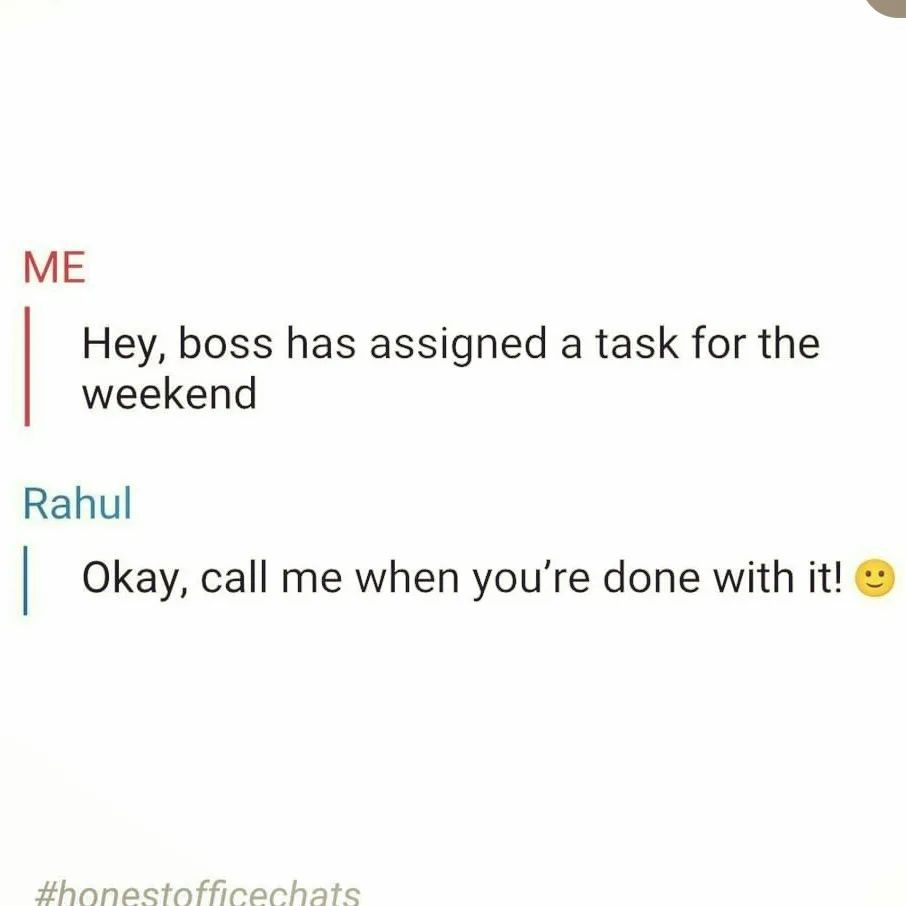 ME
Hey, boss has assigned a task for the
weekend
Rahul
Okay, call me when you’re done with it! 🙂
#honestofficechats